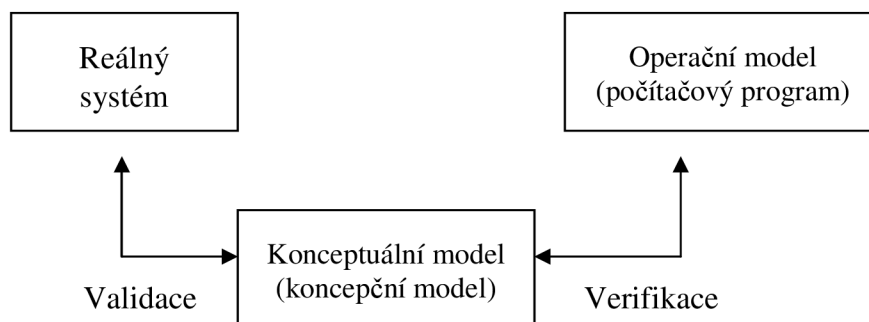 Reálný
systém
Operační model
(počítačový program)
Konceptuální model
(koncepční model)
Validace
Verifikace